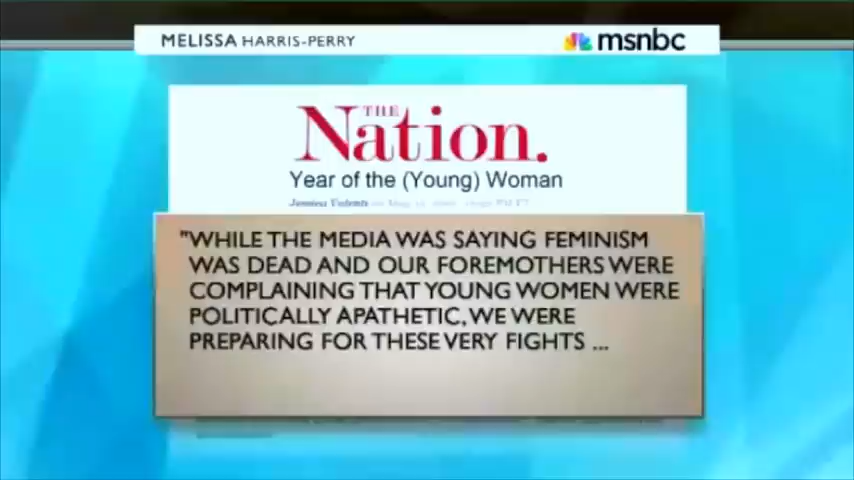 MELISSA HARRIS-PERRY
msnbc
THE
Nation.
Year of the (Young) Woman
"WHILE THE MEDIA WAS SAYING FEMINISM
WAS DEAD AND OUR FOREMOTHERS WERE
COMPLAINING THAT YOUNG WOMEN WERE
POLITICALLY APATHETIC, WE WERE
PREPARING FOR THESE VERY FIGHTS ...